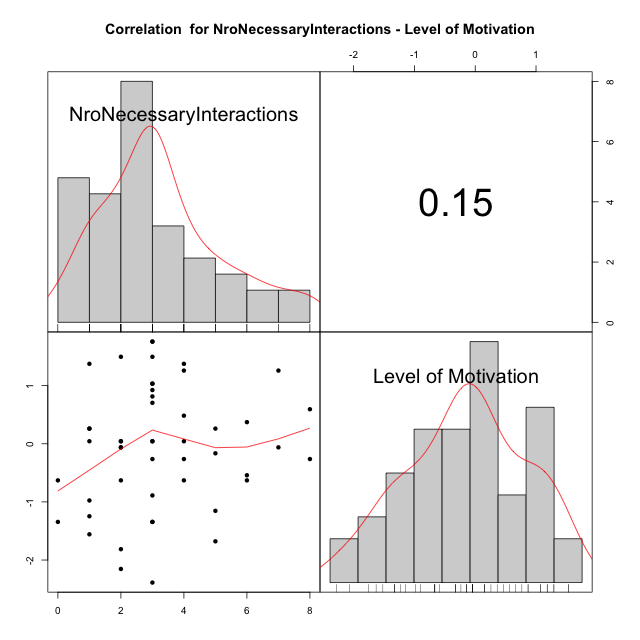 Correlation for NroNecessaryInteractions - Level of Motivation
-2 -1 0 1
NroNecessaryInteractions
0.15
8
6
4
2
0
Level of Motivation
1
0
-1
-2
0 2 4 6 8